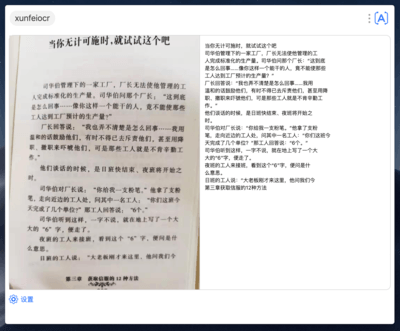 xunfeiocr
当你无计可施时,就试试这个吧
司华伯管理下的一家工厂,厂长无法使他管理的工
人完成标准化的生产量。司华伯问那个厂长:“这到底
是怎么回事……像你这样一个能干的人,竟不能使那些
工人达到工厂预计的生产量?”
厂长回答说:“我也弄不清楚是怎么回事……我用
温和的话鼓励他们,有时不得已去斥责他们,甚至用降
职、撤职来吓唬他们,可是那些工人就是不肯辛勤工
作。”
他们谈话的时候,是日班快结束,夜班将开始之
时。
司华伯对厂长说:“你给我一支粉笔。”他拿了支粉
笔,走向近边的工人处,问其中一名工人:“你们这班今
天完成了几个单位?”那工人回答说:“6个。”
司华伯听到这样,一字不说,就在地上写了一个大
大的“6”字,便走了。
夜班的工人来接班,看到这个“6”字,便问是什
么意思。
日班的工人说:“大老板刚才来这里,他问我们今
第三章 获取信服的12种方法
当你无计可施时,就试试这个吧
司华伯管理下的一家工厂,厂长无法使他管理的工
人完成标准化的生产量。司华伯问那个厂长:“这到底
是怎么回事……像你这样一个能干的人,竟不能使那些
工人达到工厂预计的生产量?”
厂长回答说:“我也弄不清楚是怎么回事……我用
温和的话鼓励他们,有时不得已去斥责他们,甚至用降
职、撤职来吓唬他们,可是那些工人就是不肯辛勤工
作。”
他们谈话的时候,是日班快结束,夜班将开始之
时。
司华伯对厂长说:“你给我一支粉笔。”他拿了支粉
笔,走向近边的工人处,问其中一名工人:“你们这班今
天完成了几个单位?”那工人回答说:“6个”。
司华伯听到这样,一字不说,就在地上写了一个大
大的“6”字,便走了。
夜班的工人来接班,看到这个“6”字,便问是什
么意思。
日班的工人说:“大老板刚才来这里,他问我们今
第三章获取信服的12种方法
设置